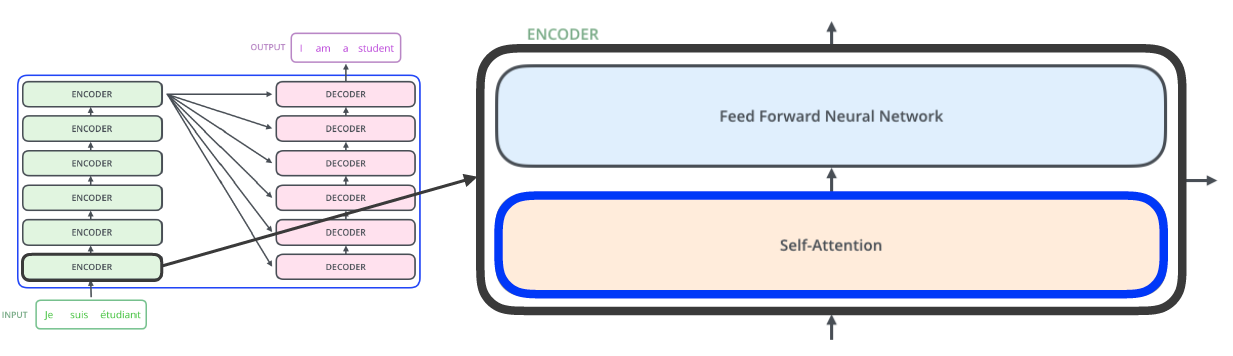 OUTPUT I am a student
ENCODER DECODER
ENCODER DECODER
ENCODER DECODER
ENCODER DECODER
ENCODER DECODER
ENCODER DECODER
INPUT Je suis étudiant
ENCODER
Feed Forward Neural Network
Self-Attention